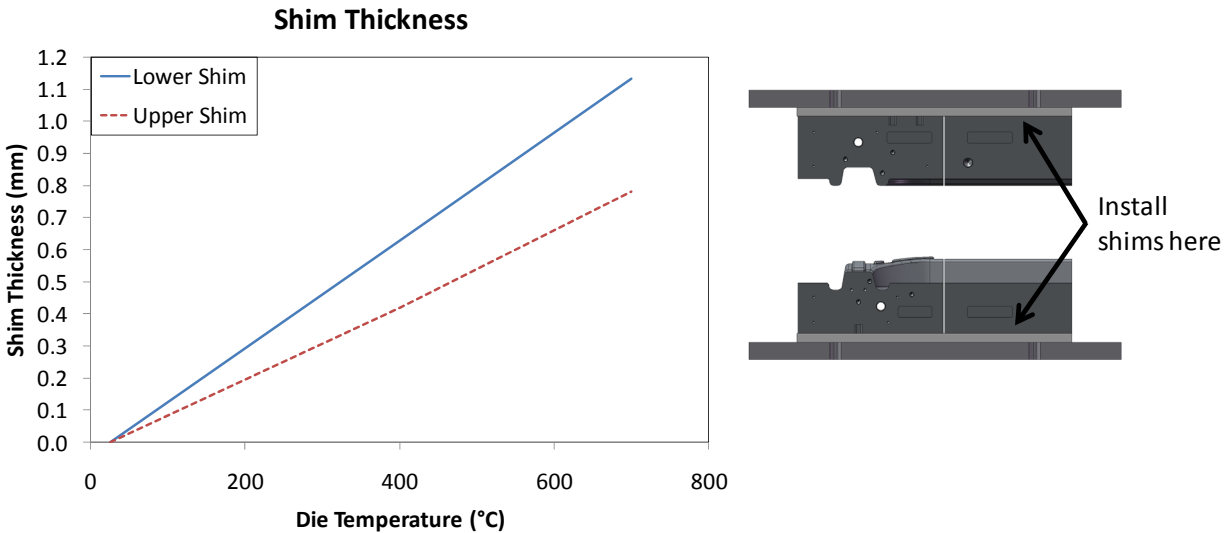 Shim Thickness
1.2
1.1
1.0
0.9
0.8
0.7
0.6
0.5
0.4
0.3
0.2
0.1
0.0
Shim Thickness (mm)
Lower Shim
Upper Shim
0 200 400 600 800
Die Temperature (°C)
Install
shims here